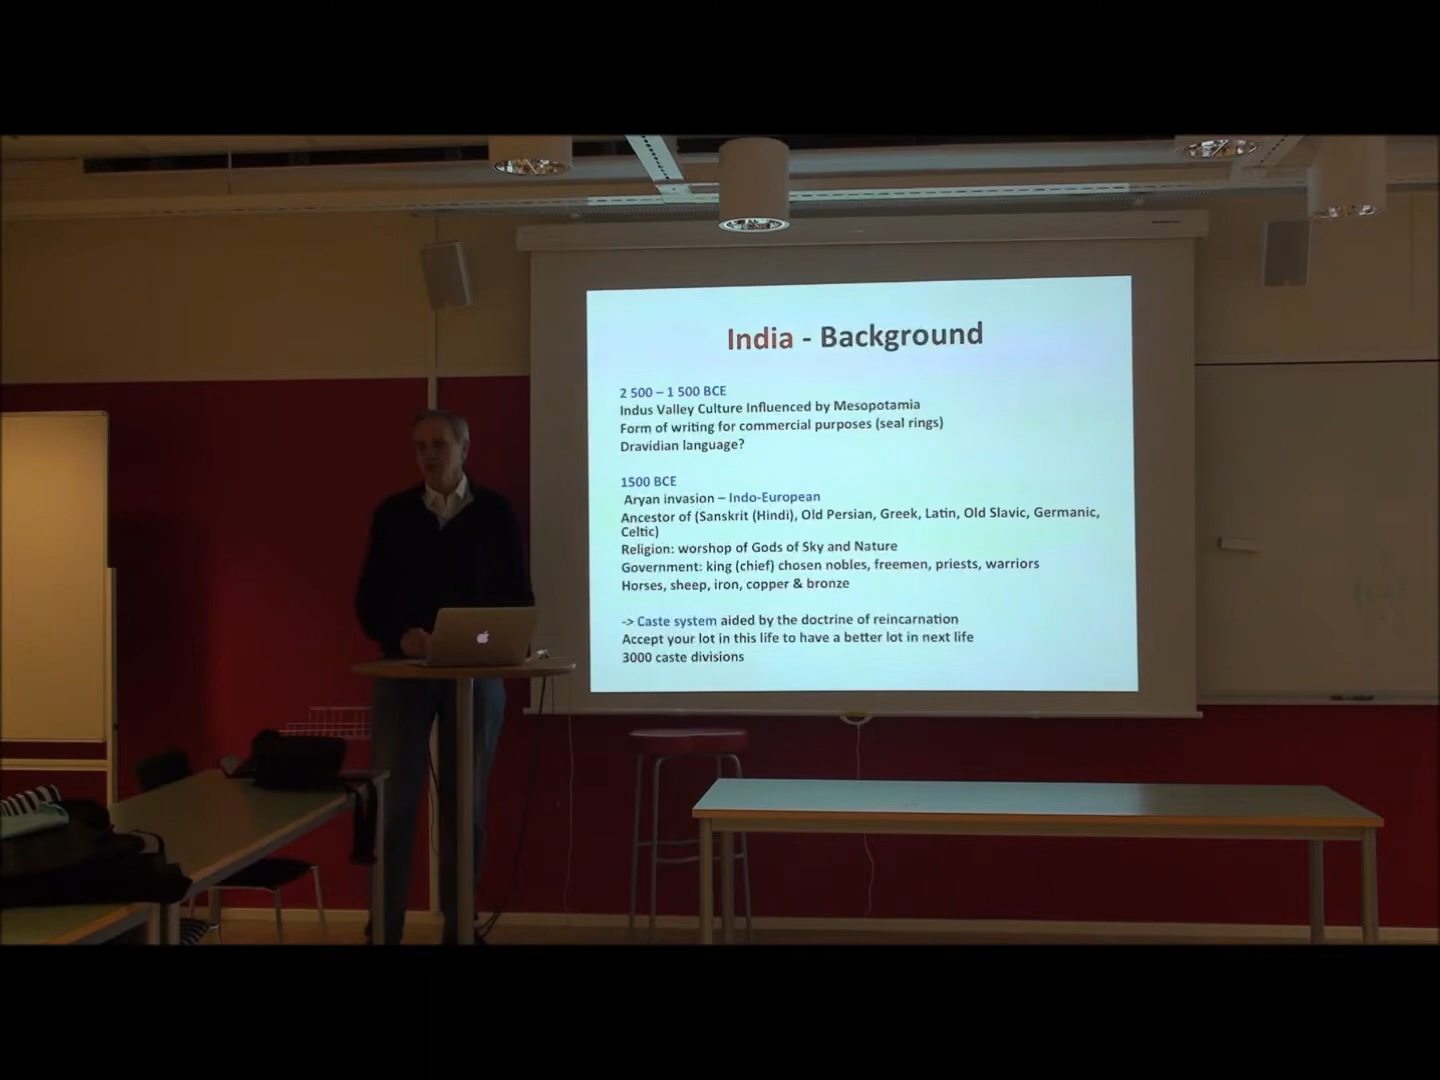 India - Background
2 500 – 1 500 BCE
Indus Valley Culture Influenced by Mesopotamia
Form of writing for commercial purposes (seal rings)
Dravidian language?
1500 BCE
Aryan invasion – Indo-European
Ancestor of (Sanskrit (Hindi), Old Persian, Greek, Latin, Old Slavic, Germanic,
Celtic)
Religion: worshop of Gods of Sky and Nature
Government: king (chief) chosen nobles, freemen, priests, warriors
Horses, sheep, iron, copper & bronze
-> Caste system aided by the doctrine of reincarnation
Accept your lot in this life to have a better lot in next life
3000 caste divisions